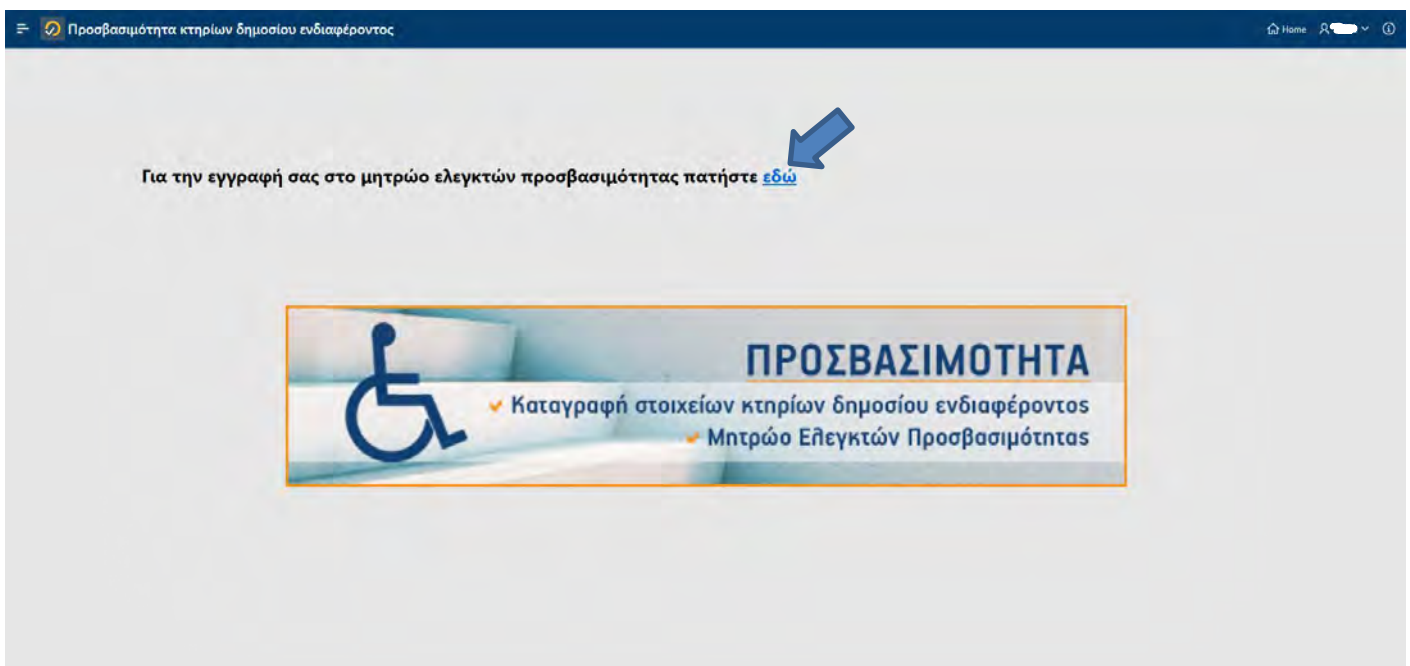 Προσβασιμότητα κτηρίων δημοσίου ενδιαφέροντος
Home
Για την εγγραφή σας στο μητρώο ελεγκτών προσβασιμότητας πατήστε εδώ
ΠΡΟΣΒΑΣΙΜΟΤΗΤΑ
Καταγραφή στοιχείων κτηρίων δημοσίου ενδιαφέροντος
Μητρώο Ελεγκτών Προσβασιμότητας